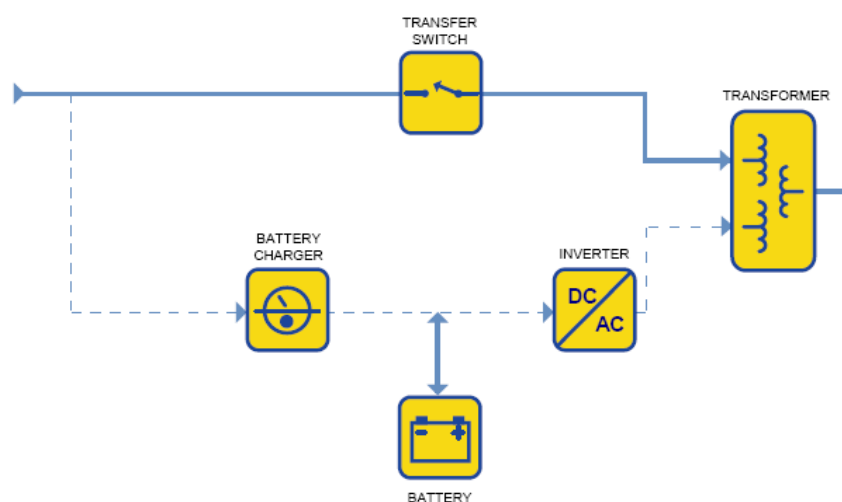 TRANSFER
SWITCH
TRANSFORMER
BATTERY
CHARGER
INVERTER
DC
AC
BATTERY